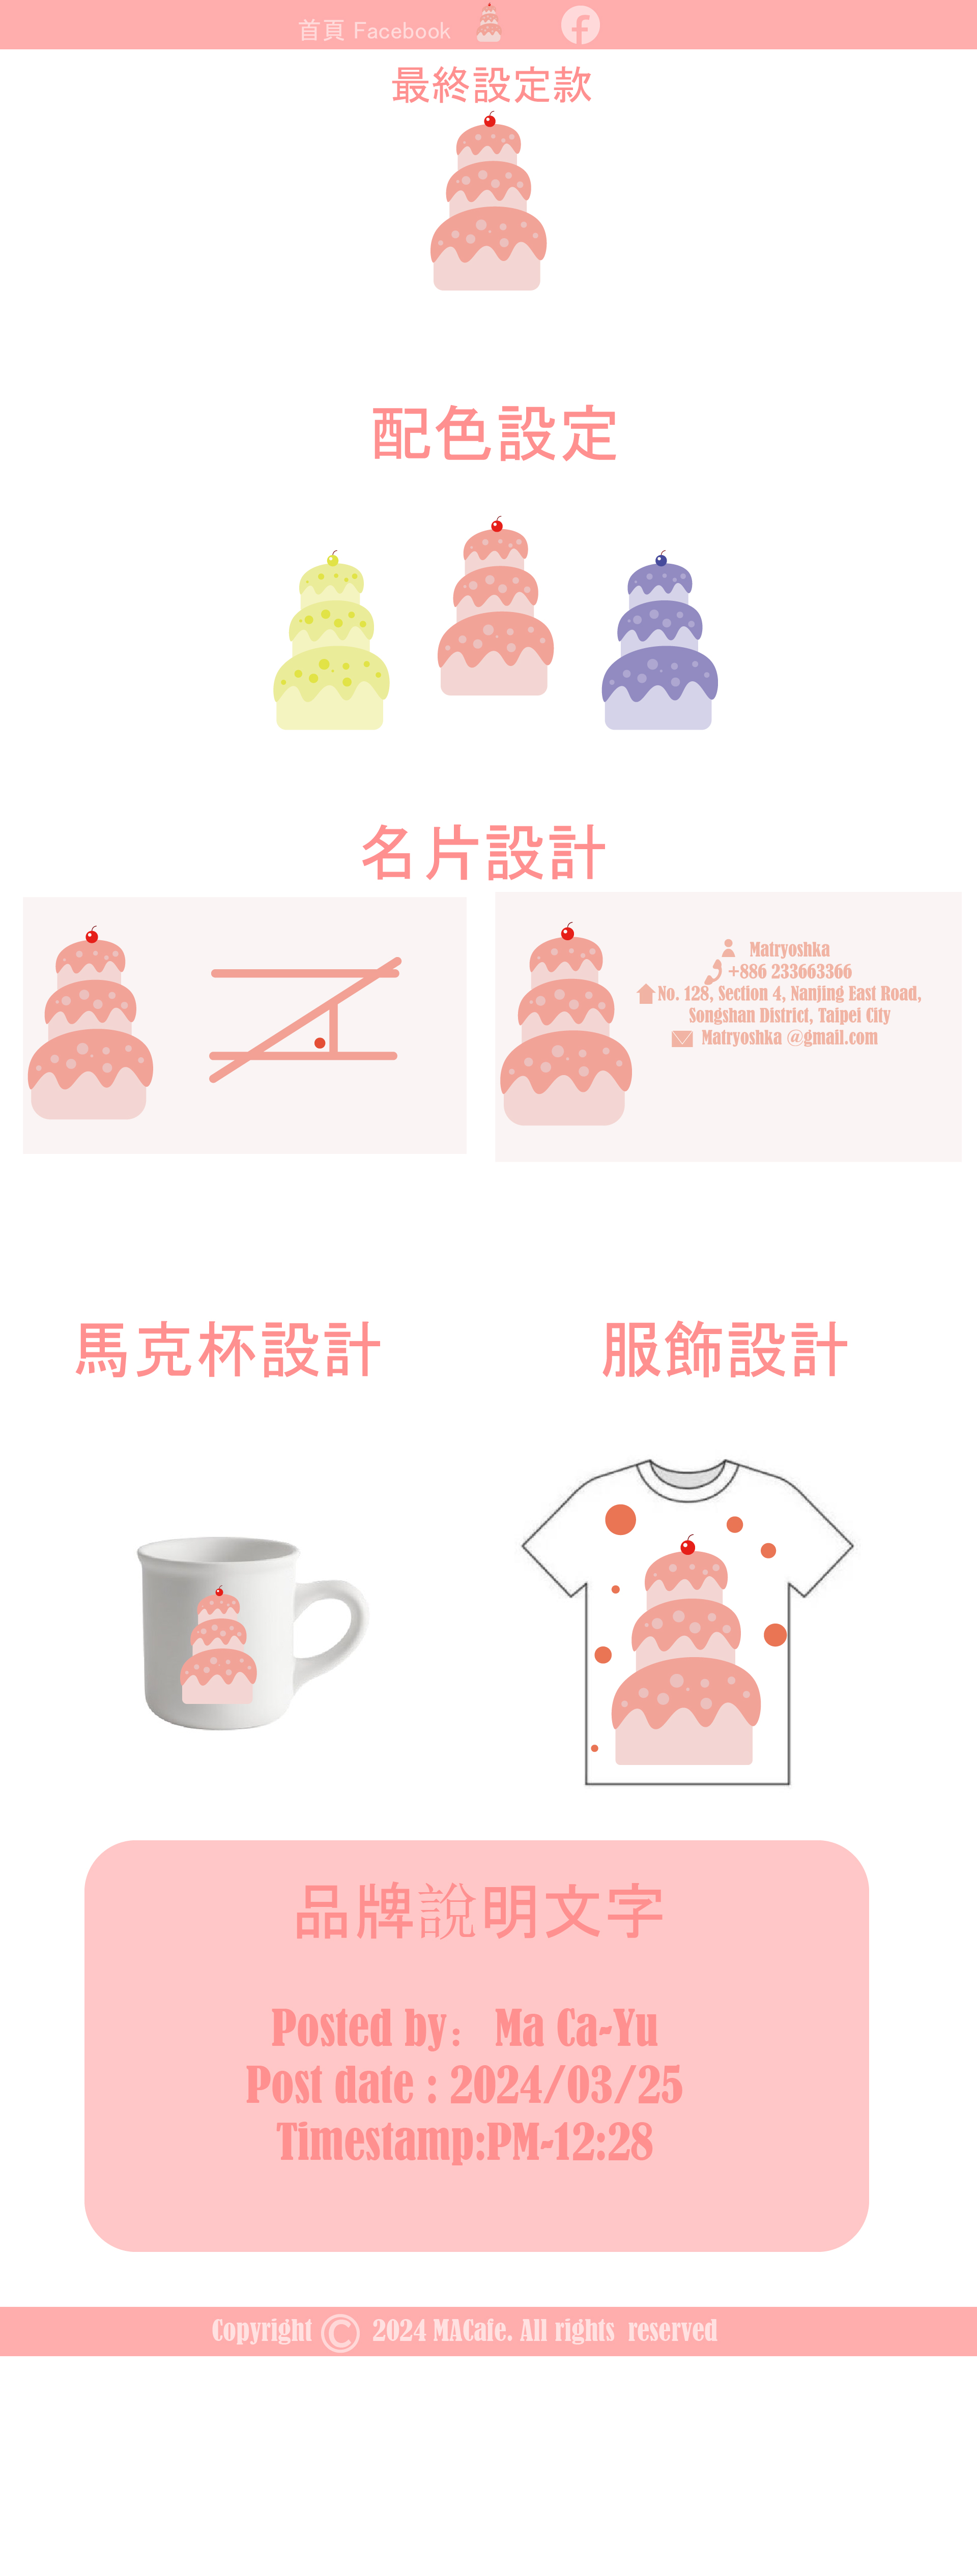 首頁 Facebook
最終設定款
配色設定
名片設計
Matryoshka
+886 233663366
No. 128, Section 4, Nanjing East Road,
Songshan District, Taipei City
Matryoshka @gmail.com
馬克杯設計
服飾設計
品牌說明文字
Posted by： Ma Ca-Yu
Post date : 2024/03/25
Timestamp:PM-12:28
Copyright © 2024 MACafe. All rights reserved